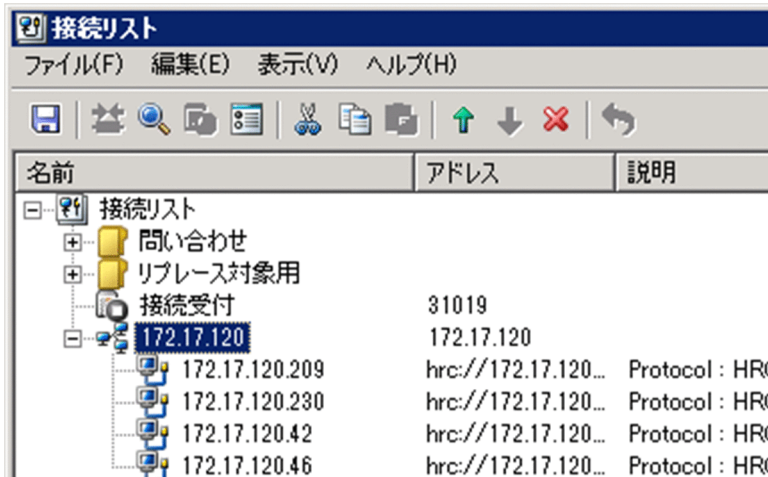 接続リスト
ファイル(F) 編集(E) 表示(V) ヘルプ(H)
名前 アドレス 説明
接続リスト
問い合わせ
リプレース対象用
接続受付 31019
172.17.120 172.17.120
172.17.120.209 hrc://172.17.120... Protocol : HRC
172.17.120.230 hrc://172.17.120... Protocol : HRC
172.17.120.42 hrc://172.17.120... Protocol : HRC
172.17.120.46 hrc://172.17.120... Protocol : HRC